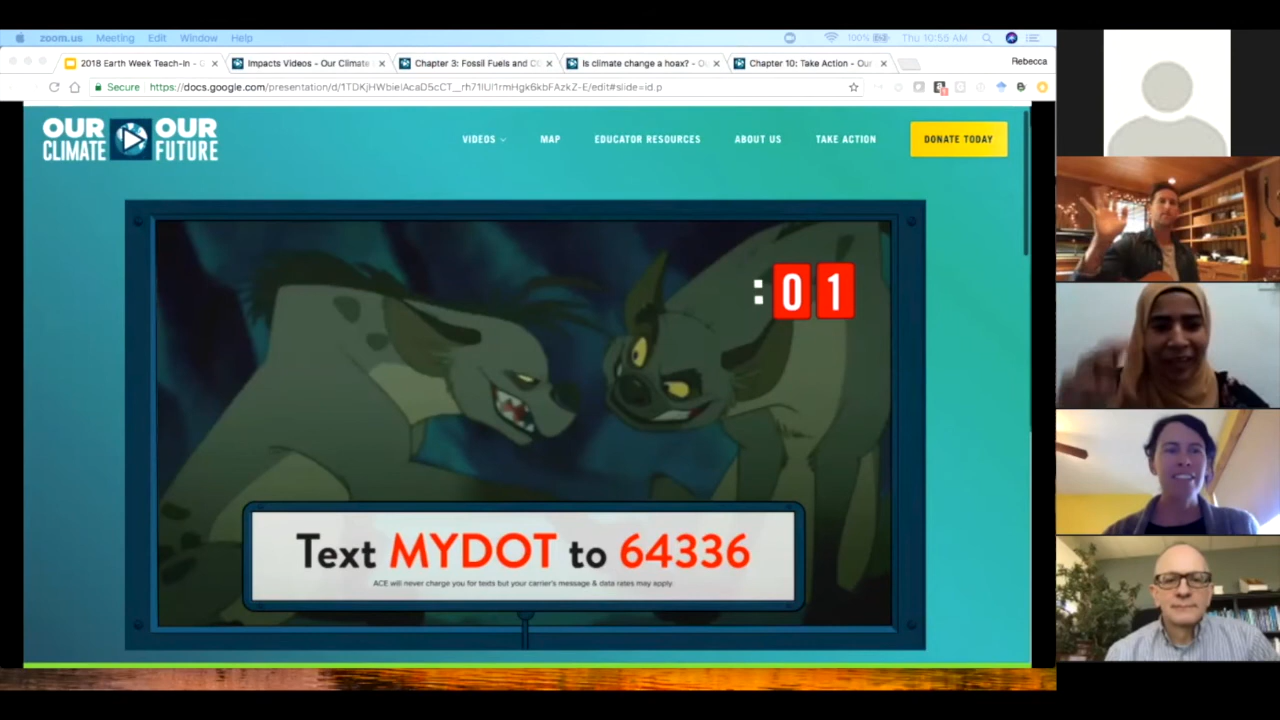 zoom.us Meeting Edit Window Help 100% Thu 10:55 AM
2018 Earth Week Teach-In - G Impacts Videos - Our Climate Chapter 3: Fossil Fuels and CO Is climate change a hoax? - Ou Chapter 10: Take Action - Our Rebecca
Secure
OUR OUR
CLIMATE FUTURE
VIDEOS MAP EDUCATOR RESOURCES ABOUT US TAKE ACTION DONATE TODAY
:01
Text MYDOT to 64336
ACE will never charge you for texts but your carrier's message & data rates may apply.